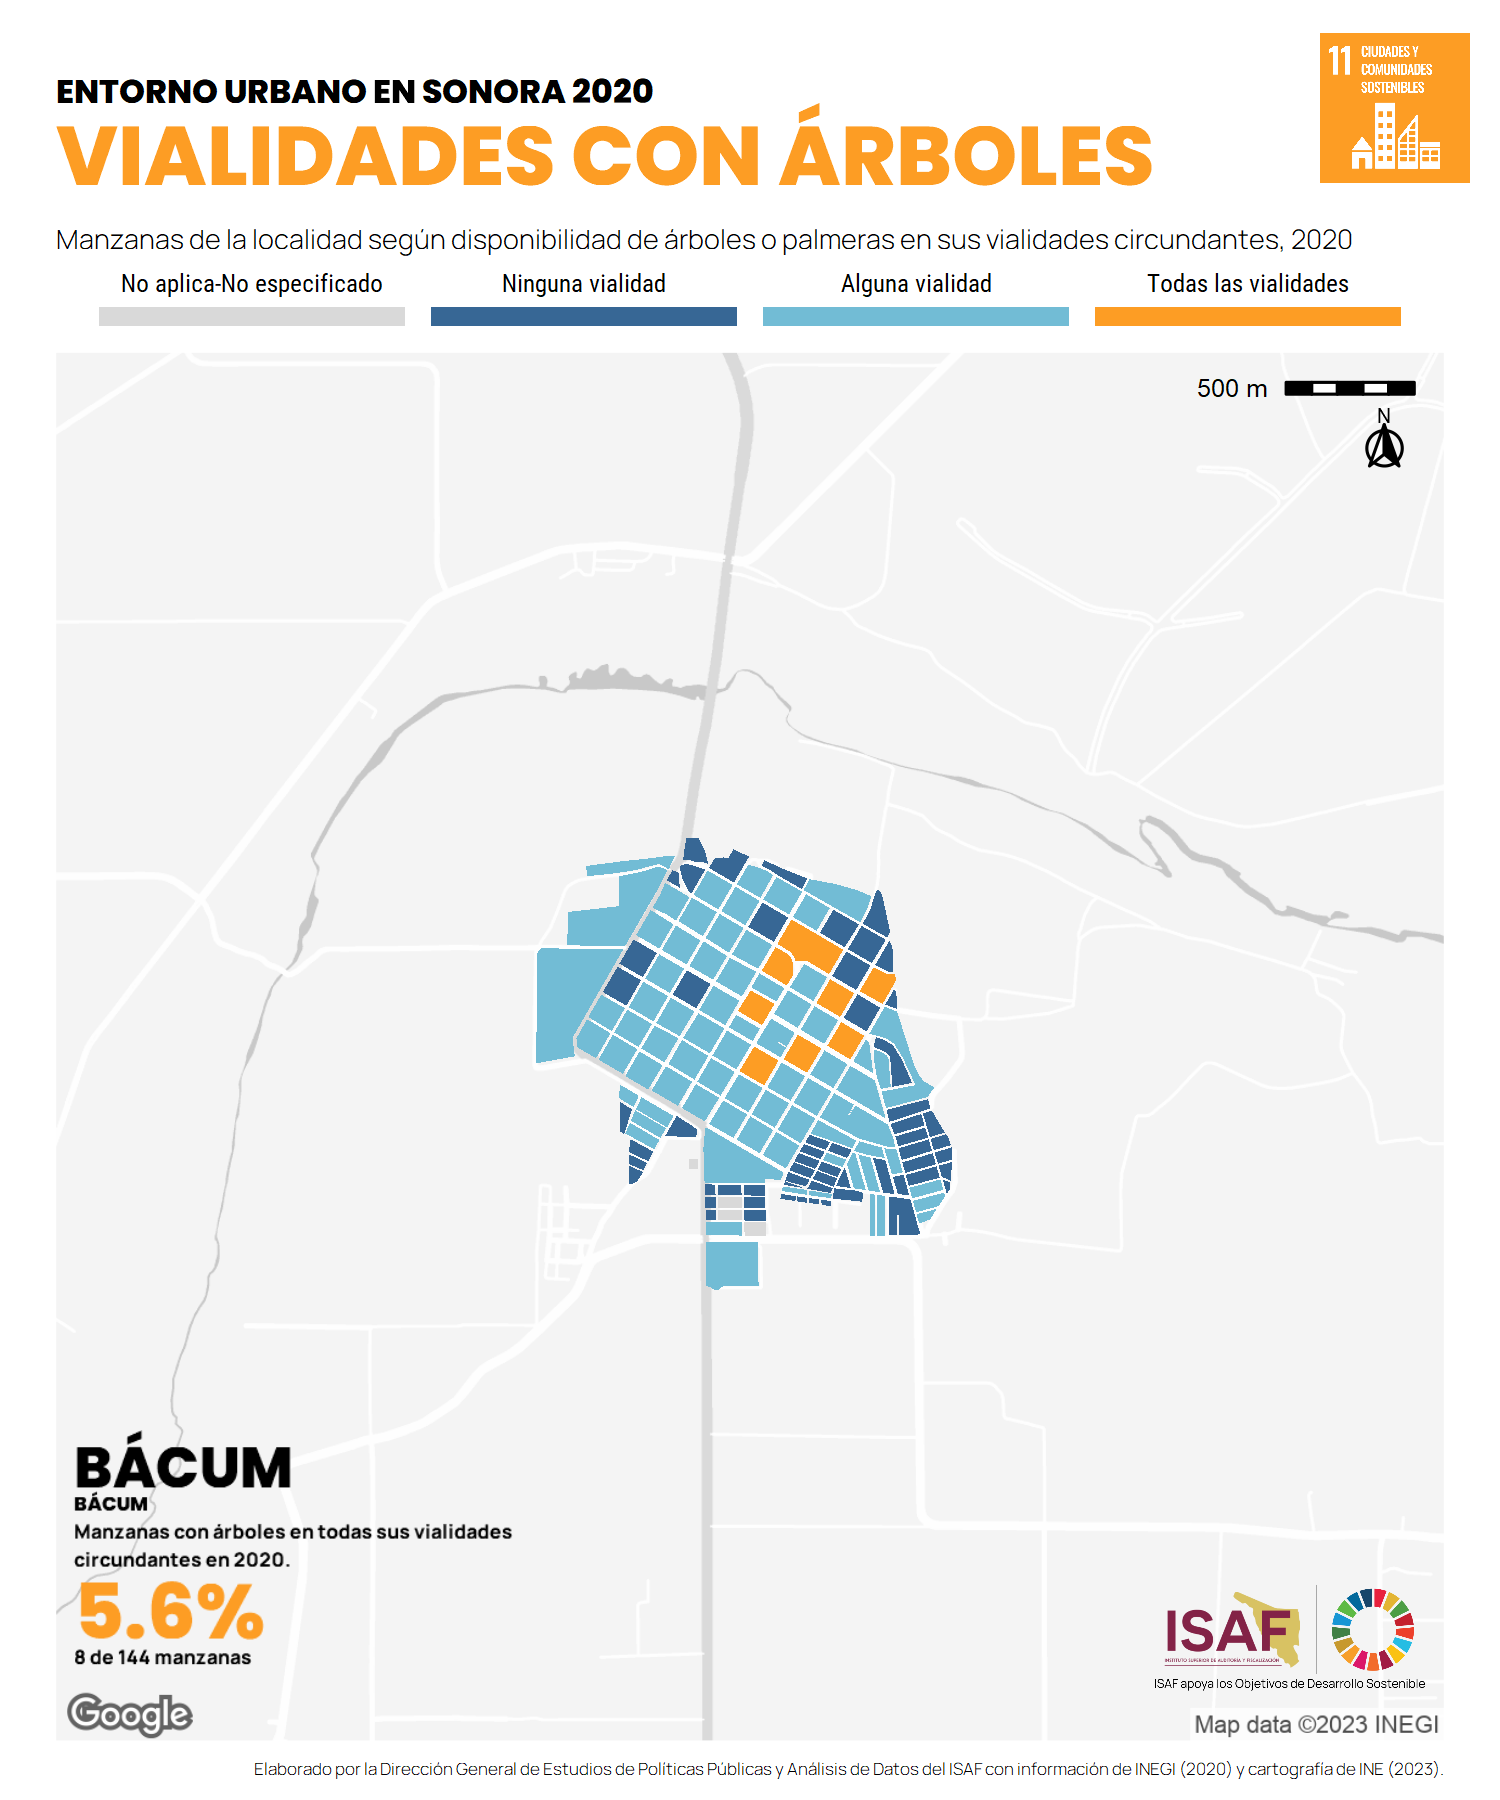 ENTORNO URBANO EN SONORA 2020
VIALIDADES CON ÁRBOLES
11 CIUDADES Y
COMUNIDADES
SOSTENIBLES
Manzanas de la localidad según disponibilidad de árboles o palmeras en sus vialidades circundantes, 2020
No aplica-No especificado
Ninguna vialidad
Alguna vialidad
Todas las vialidades
500 m
N
BÁCUM
BÁCUM
Manzanas con árboles en todas sus vialidades
circundantes en 2020.
5.6%
8 de 144 manzanas
Google
ISAF
INSTITUTO SUPERIOR DE AUDITORÍA Y FISCALIZACIÓN
ISAF apoya los Objetivos de Desarrollo Sostenible
Map data ©2023 INEGI
Elaborado por la Dirección General de Estudios de Políticas Públicas y Análisis de Datos del ISAF con información de INEGI (2020) y cartografía de INE (2023).